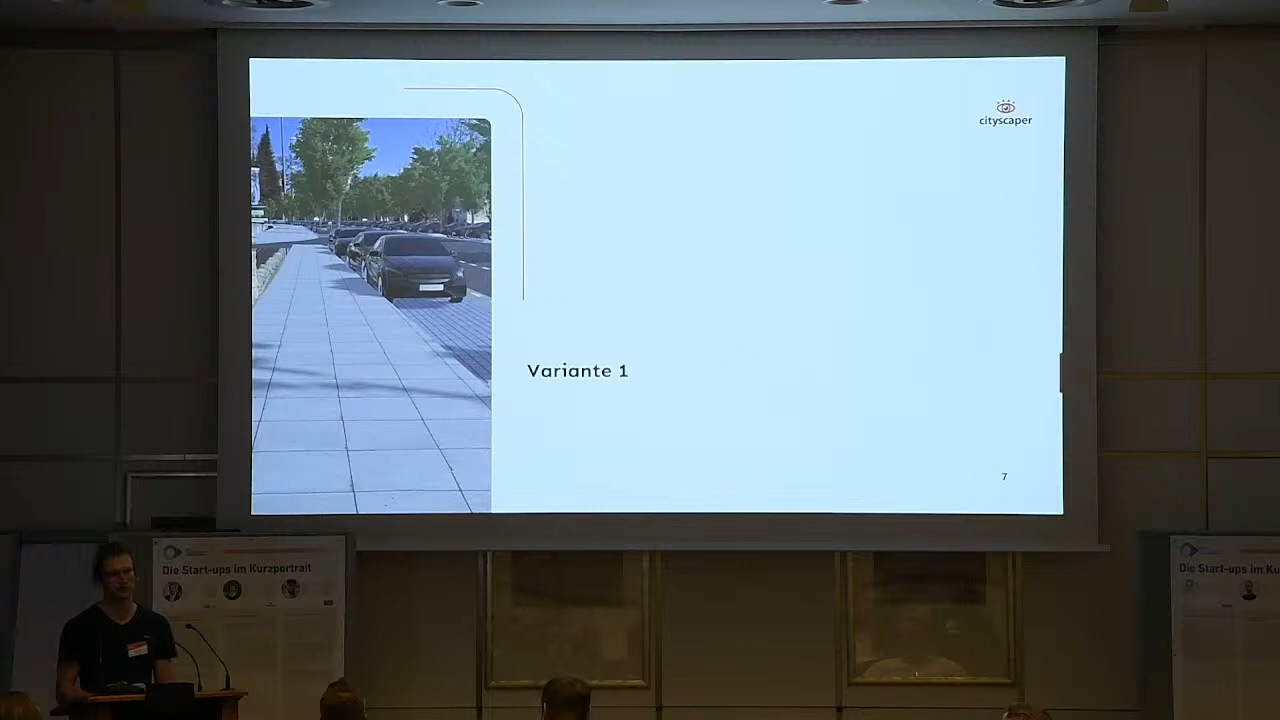 cityscaper
Variante 1
7
Die Start-ups im Kurzportrait
Die Start-ups im Ku